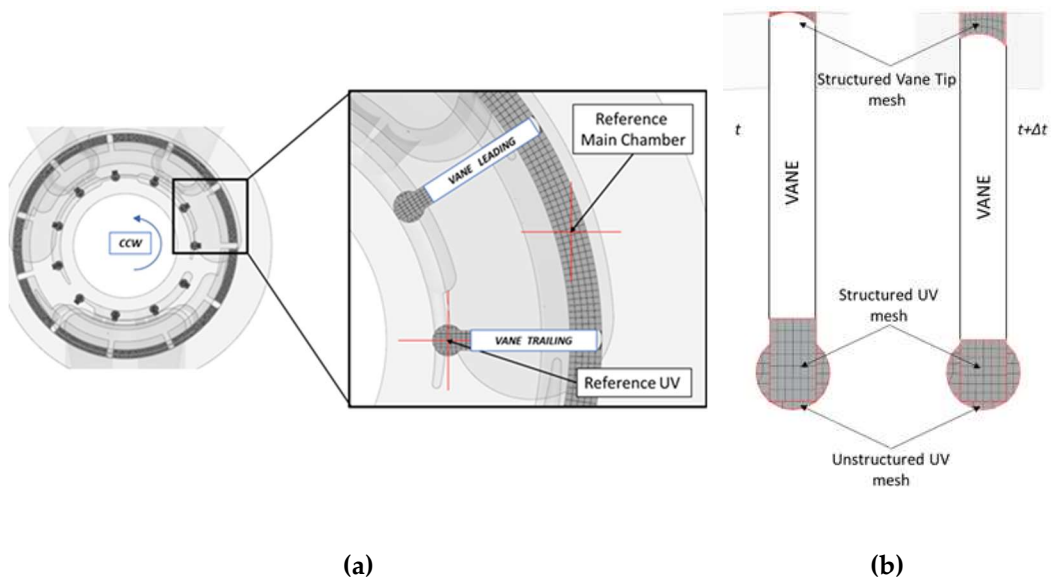 CCW
VANE LEADING
VANE TRAILING
Reference
Main Chamber
Reference UV
(a)
Structured Vane Tip
mesh
t
t+Δt
VANE
VANE
Structured UV
mesh
Unstructured UV
mesh
(b)